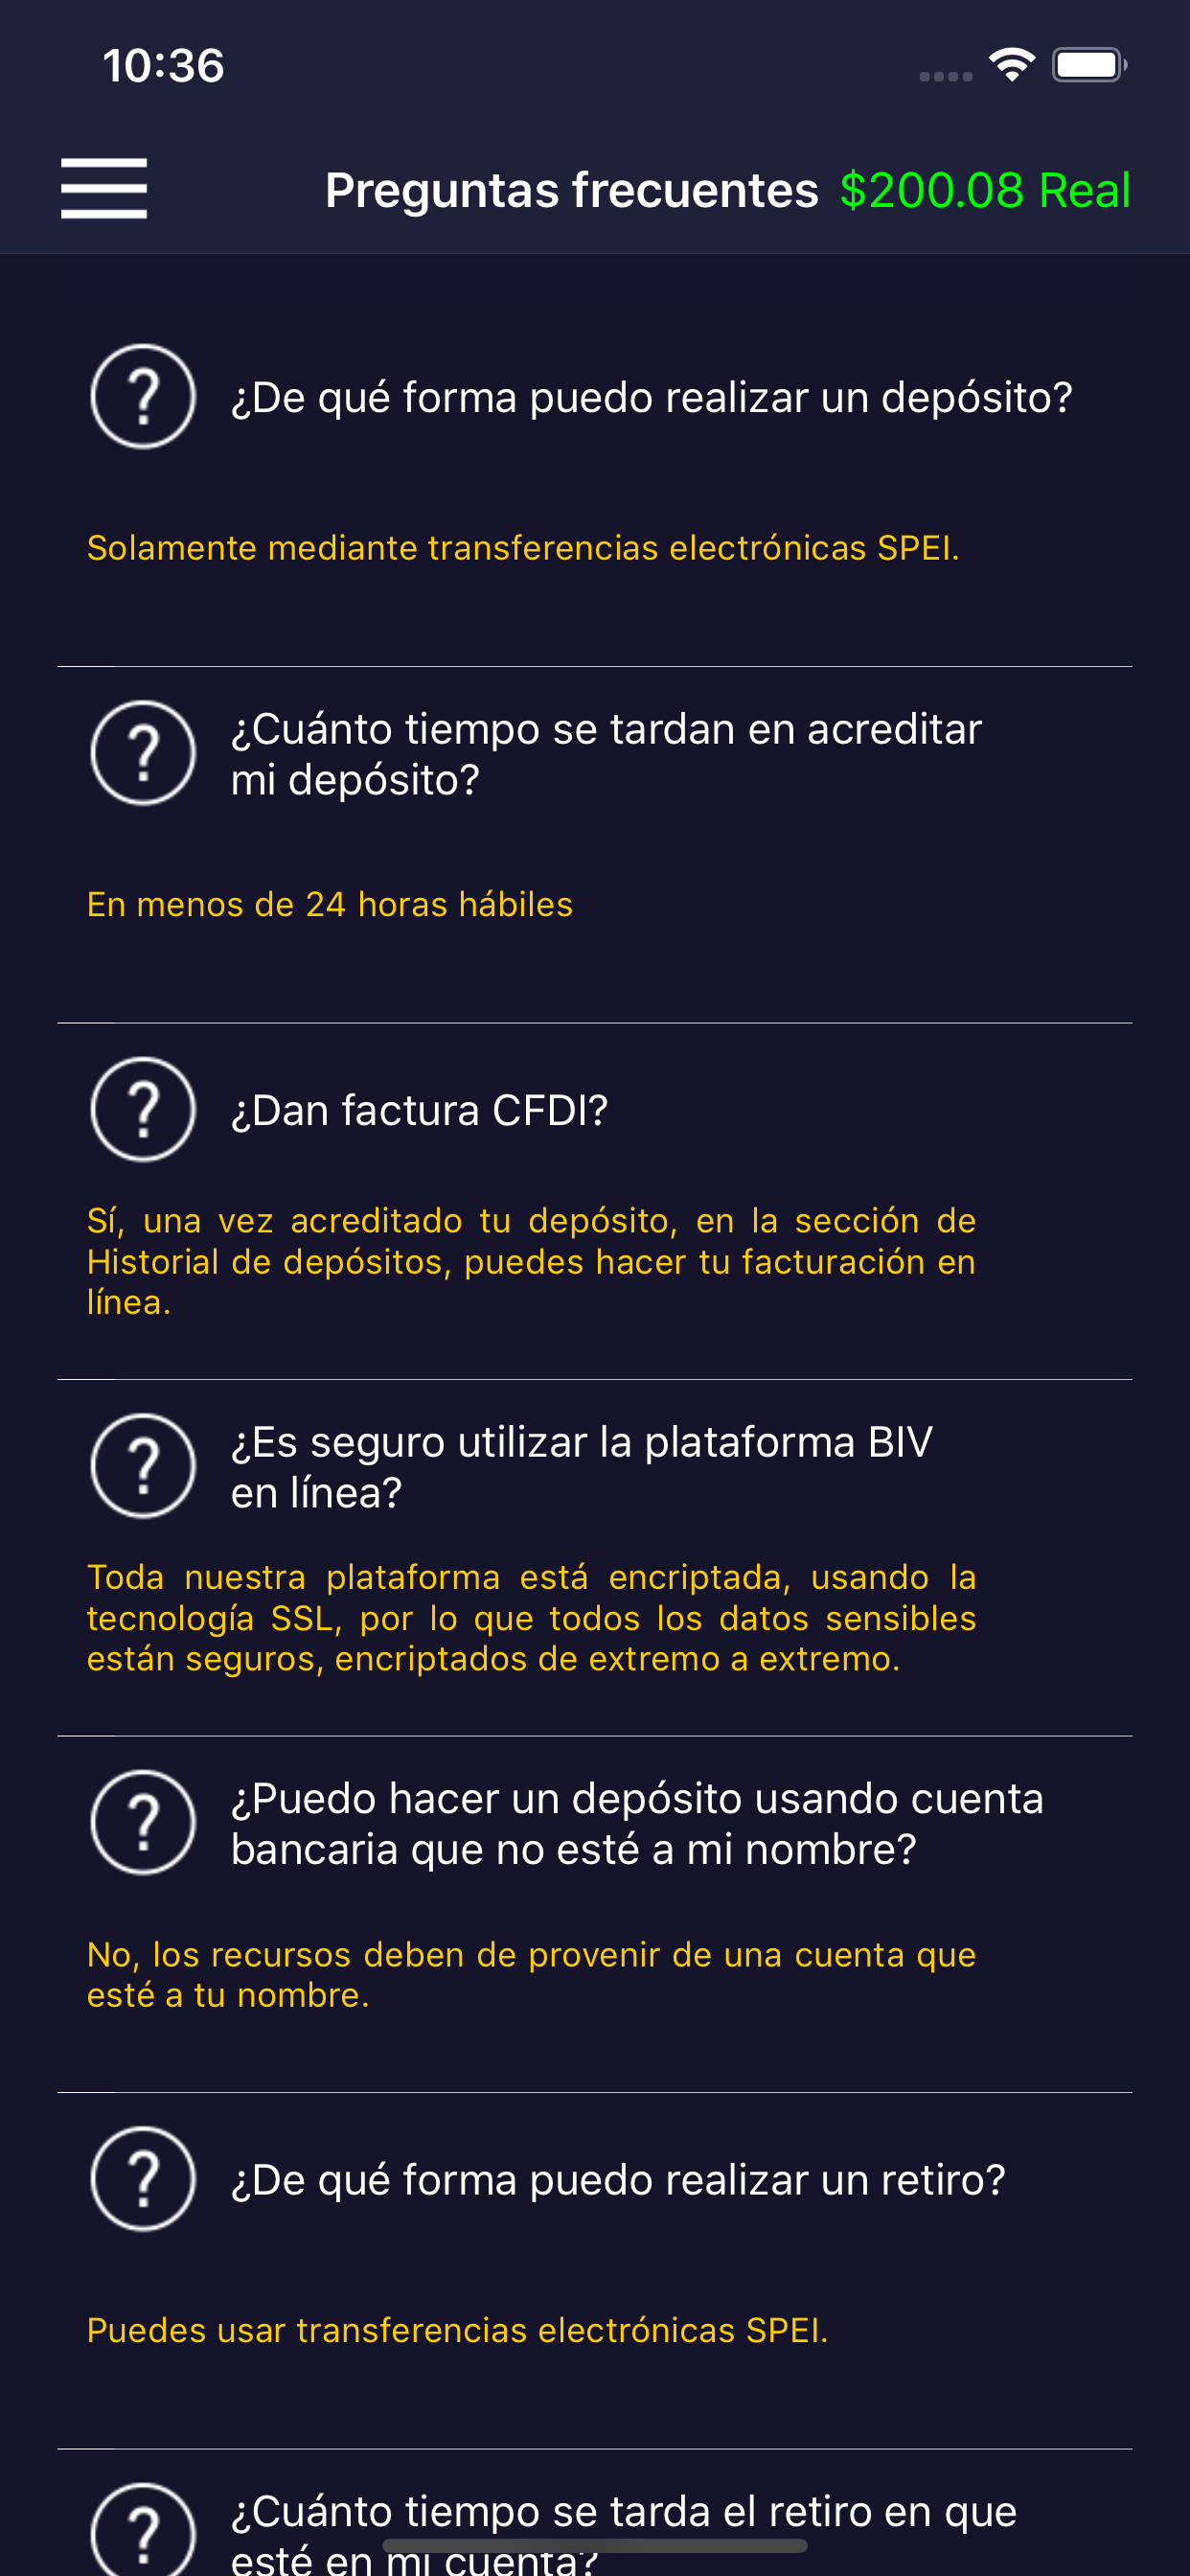 10:36
Preguntas frecuentes $200.08 Real
? ¿De qué forma puedo realizar un depósito?
Solamente mediante transferencias electrónicas SPEI.
? ¿Cuánto tiempo se tardan en acreditar
mi depósito?
En menos de 24 horas hábiles
? ¿Dan factura CFDI?
Sí, una vez acreditado tu depósito, en la sección de
Historial de depósitos, puedes hacer tu facturación en
línea.
? ¿Es seguro utilizar la plataforma BIV
en línea?
Toda nuestra plataforma está encriptada, usando la
tecnología SSL, por lo que todos los datos sensibles
están seguros, encriptados de extremo a extremo.
? ¿Puedo hacer un depósito usando cuenta
bancaria que no esté a mi nombre?
No, los recursos deben de provenir de una cuenta que
esté a tu nombre.
? ¿De qué forma puedo realizar un retiro?
Puedes usar transferencias electrónicas SPEI.
? ¿Cuánto tiempo se tarda el retiro en que
esté en mi cuenta?